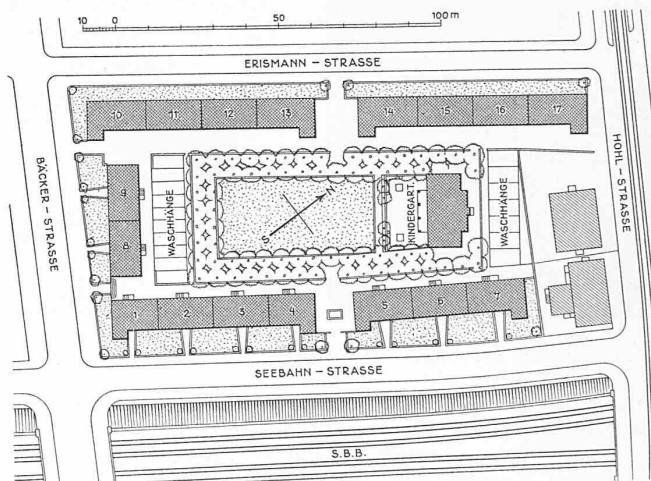 10 0 50 100 m
ERISMANN - STRASSE
10 11 12 13 14 15 16 17
BÄCKER - STRASSE
9
8
WASCHHÄNGE
S N
KINDERGART.
WASCHHÄNGE
HOHL - STRASSE
1 2 3 4 5 6 7
SEEBAHN - STRASSE
S.B.B.